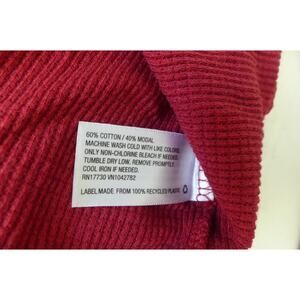 60% COTTON / 40% MODAL
MACHINE WASH COLD WITH LIKE COLORS.
ONLY NON-CHLORINE BLEACH IF NEEDED.
TUMBLE DRY LOW. REMOVE PROMPTLY.
COOL IRON IF NEEDED.
RN17730 VN1042782
LABEL MADE FROM 100% RECYCLED PLASTIC